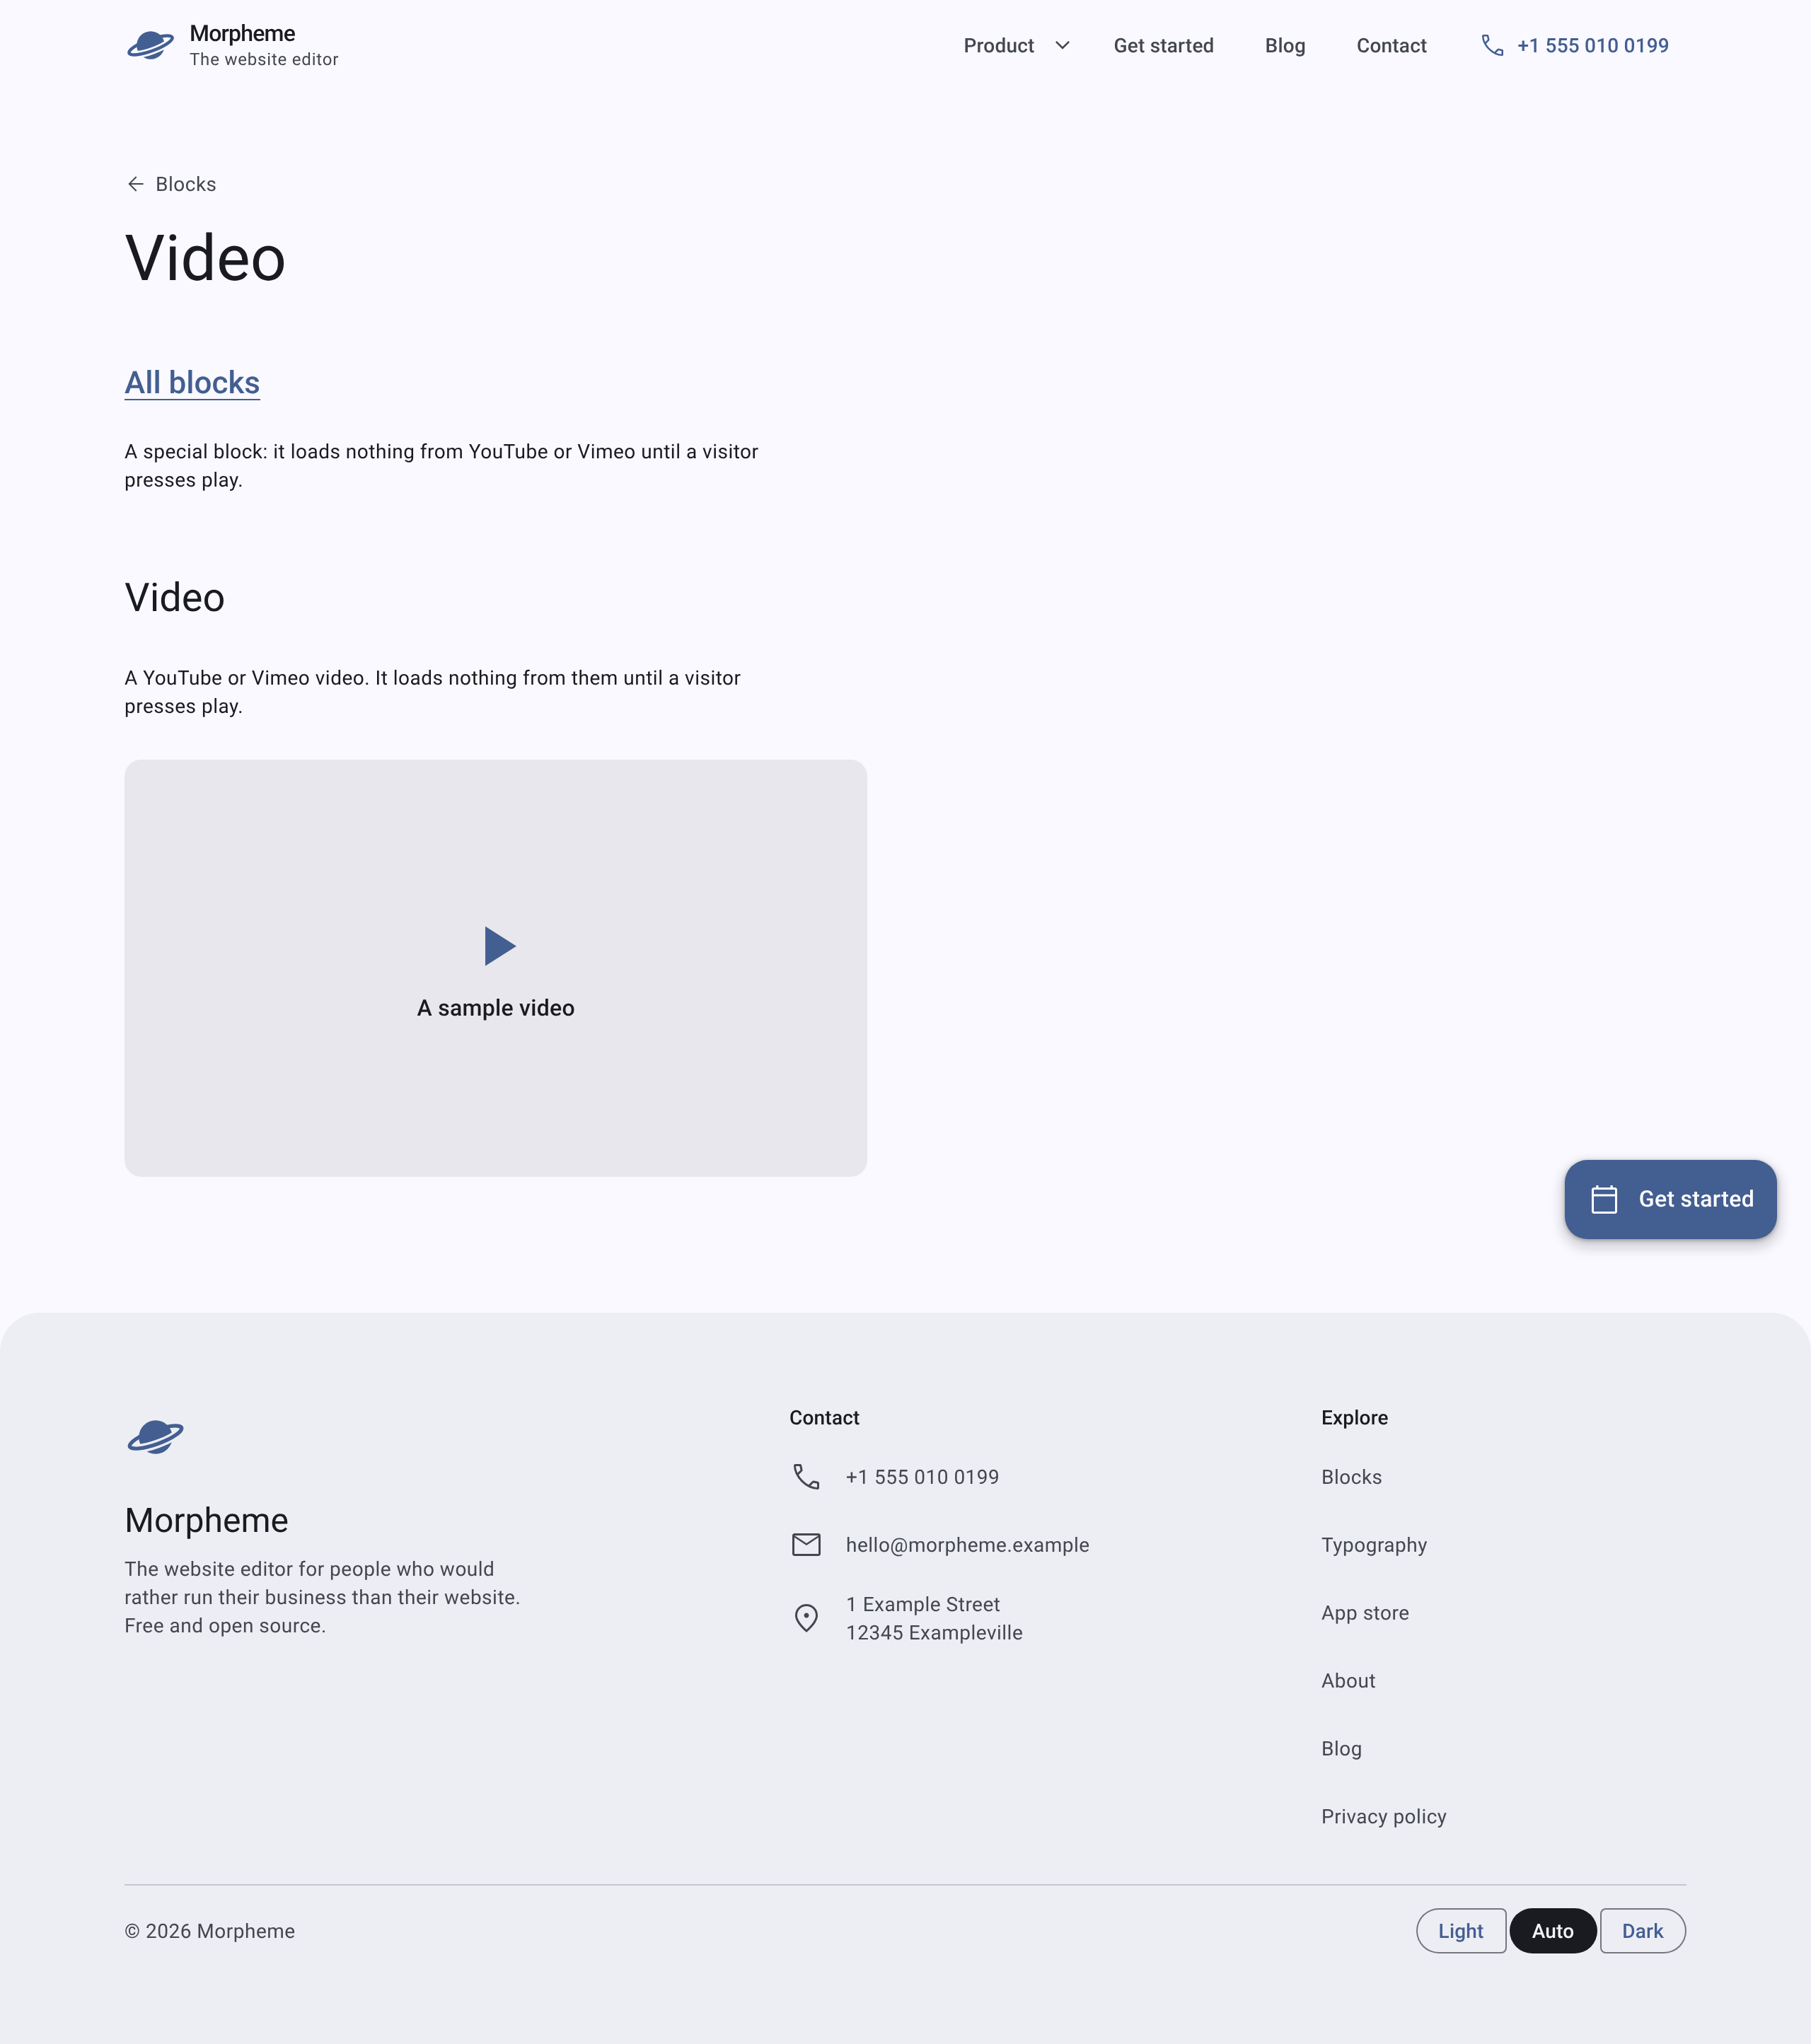 Morpheme
The website editor
Product
Get started
Blog
Contact
+1 555 010 0199
Blocks
Video
All blocks
A special block: it loads nothing from YouTube or Vimeo until a visitor
presses play.
Video
A YouTube or Vimeo video. It loads nothing from them until a visitor
presses play.
A sample video
Get started
Morpheme
The website editor for people who would
rather run their business than their website.
Free and open source.
Contact
+1 555 010 0199
hello@morpheme.example
1 Example Street
12345 Exampleville
Explore
Blocks
Typography
App store
About
Blog
Privacy policy
© 2026 Morpheme
Light
Auto
Dark